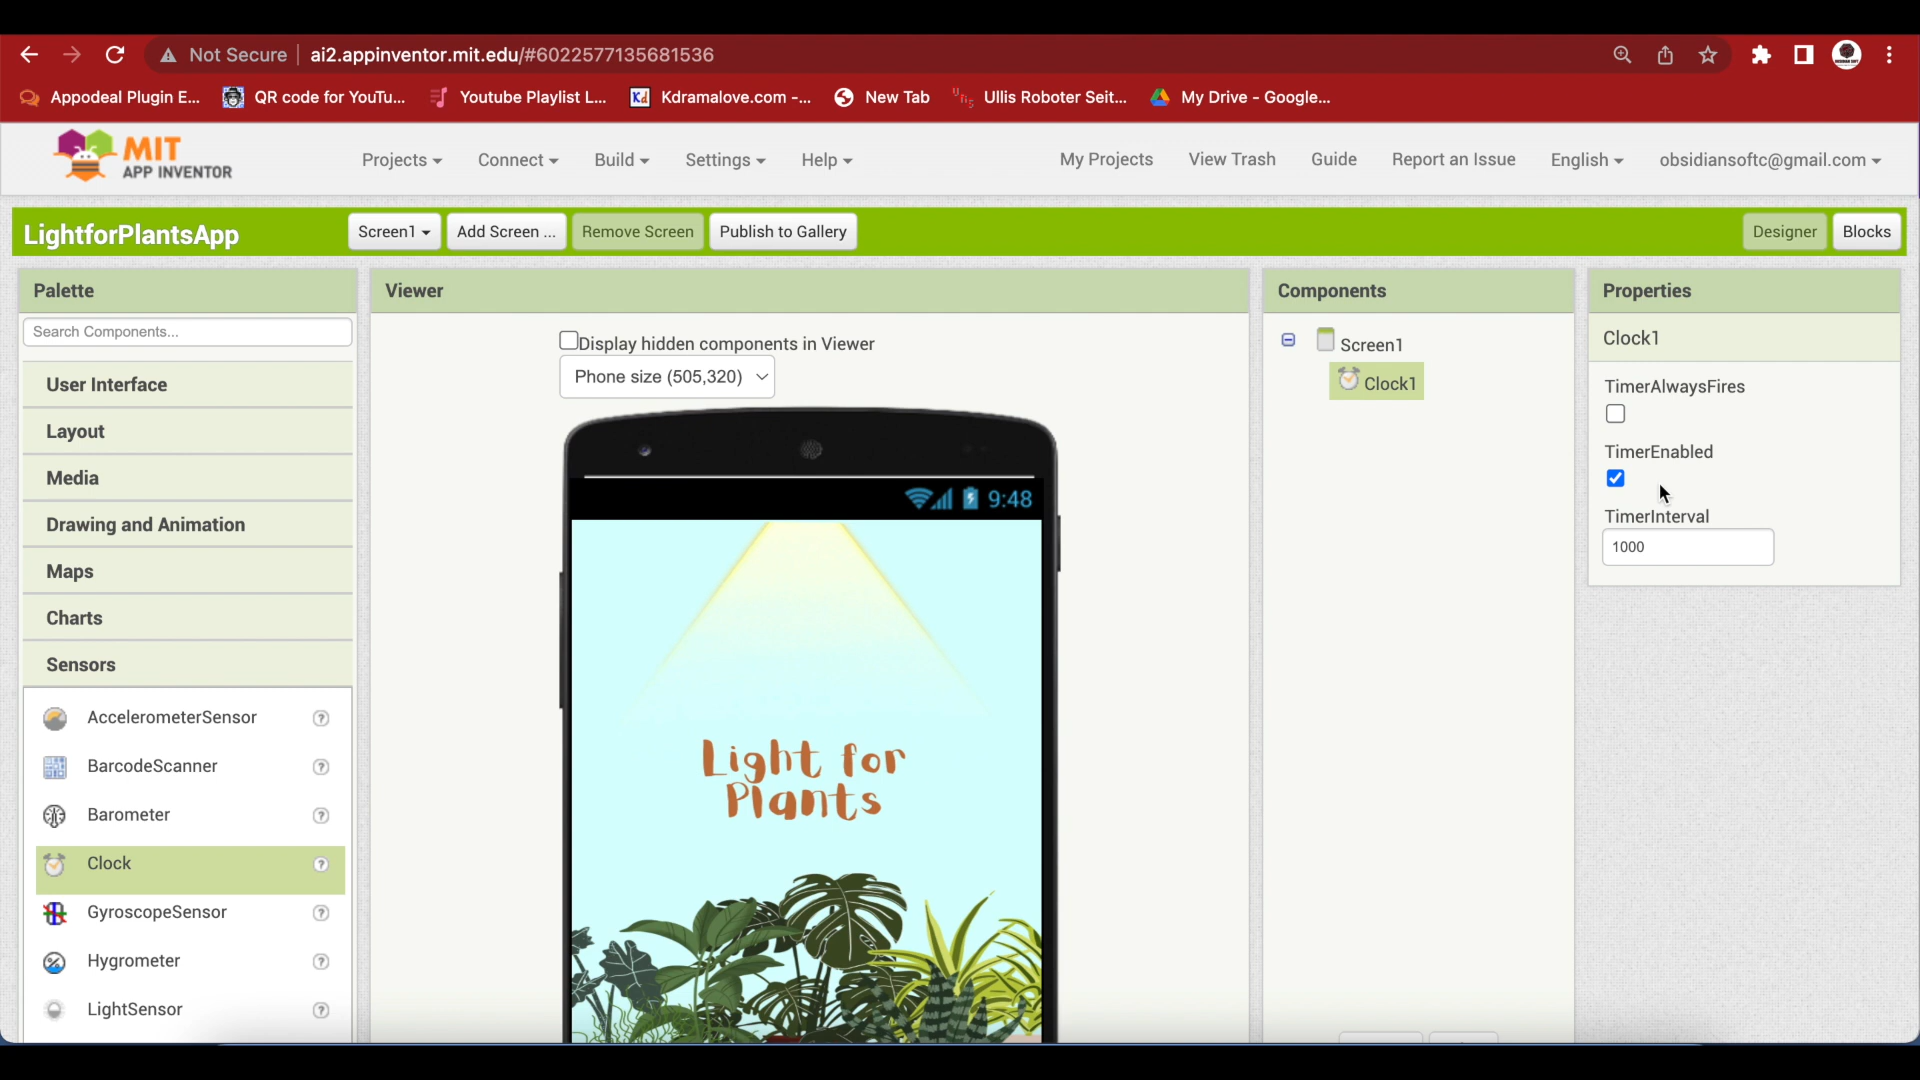 Not Secure | ai2.appinventor.mit.edu/#6022577135681536
Appodeal Plugin E... QR code for YouTu... Youtube Playlist L... Kd Kdramalove.com -... New Tab Ullis Roboter Seit... My Drive - Google...
MIT
APP INVENTOR
Projects Connect Build Settings Help My Projects View Trash Guide Report an Issue English obsidiansoftc@gmail.com
LightforPlantsApp Screen1 Add Screen ... Remove Screen Publish to Gallery Designer Blocks
Palette
Search Components...
User Interface
Layout
Media
Drawing and Animation
Maps
Charts
Sensors
AccelerometerSensor ?
BarcodeScanner ?
Barometer ?
Clock ?
GyroscopeSensor ?
Hygrometer ?
LightSensor ?
Viewer
Display hidden components in Viewer
Phone size (505,320)
9:48
Light for
Plants
Components
Screen1
Clock1
Properties
Clock1
TimerAlwaysFires
TimerEnabled
TimerInterval
1000